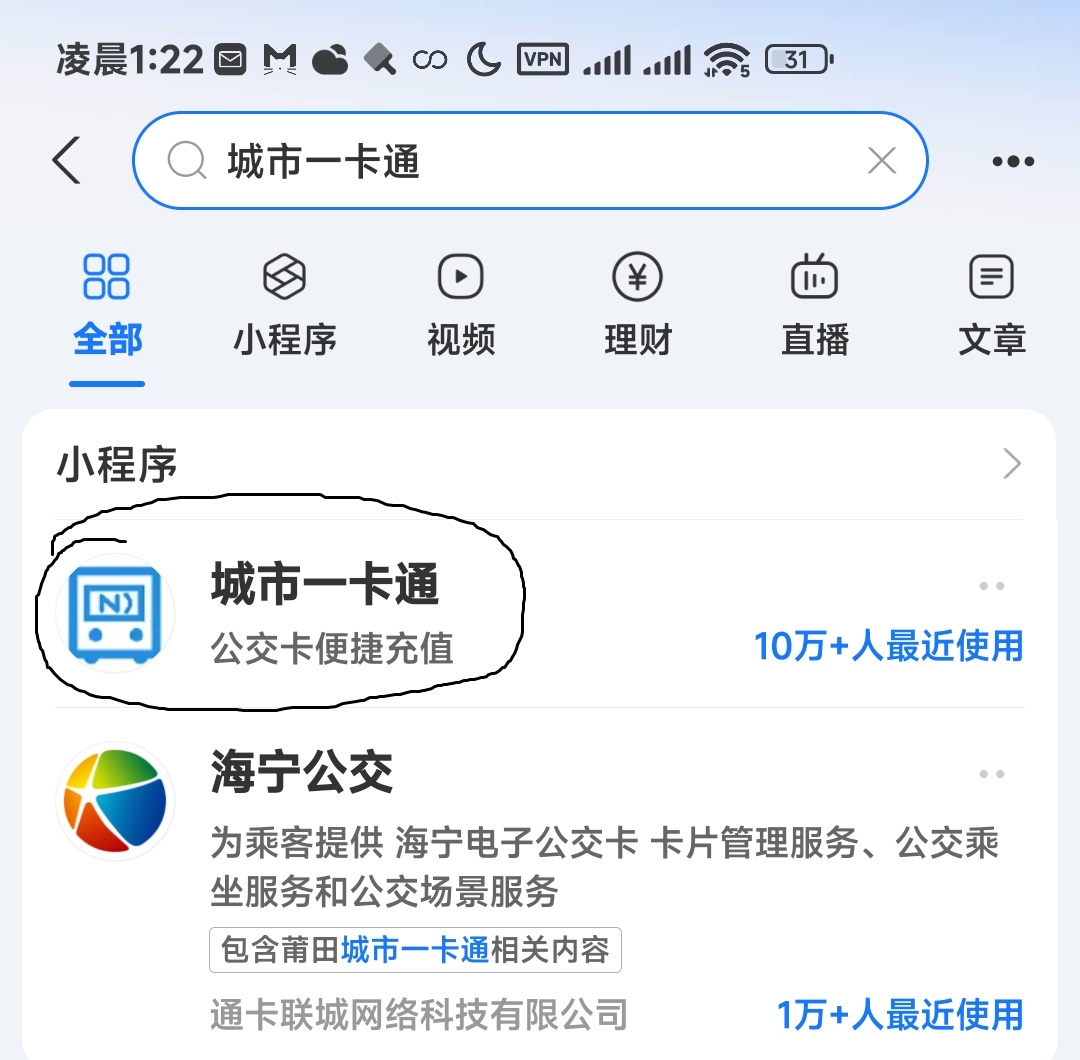 凌晨1:22 VPN 5 31
城市一卡通
全部 小程序 视频 理财 直播 文章
小程序
城市一卡通
公交卡便捷充值
10万+人最近使用
海宁公交
为乘客提供 海宁电子公交卡 卡片管理服务、公交乘
坐服务和公交场景服务
包含莆田城市一卡通相关内容
通卡联城网络科技有限公司
1万+人最近使用